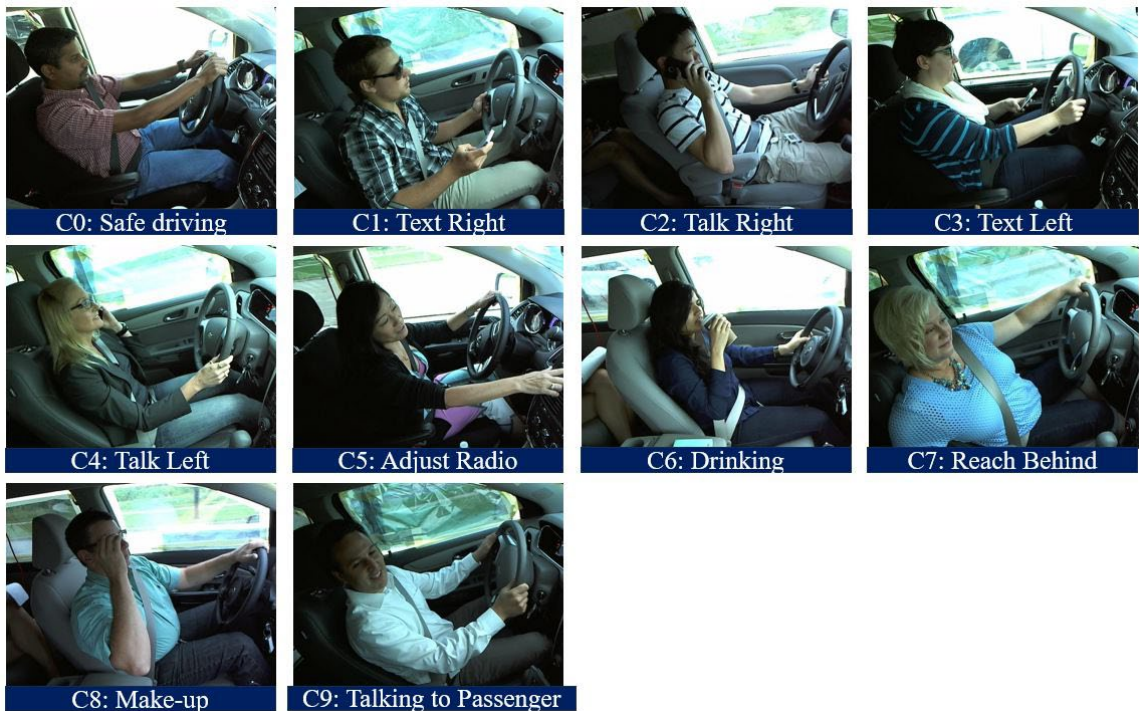 C0: Safe driving
C1: Text Right
C2: Talk Right
C3: Text Left
C4: Talk Left
C5: Adjust Radio
C6: Drinking
C7: Reach Behind
C8: Make-up
C9: Talking to Passenger